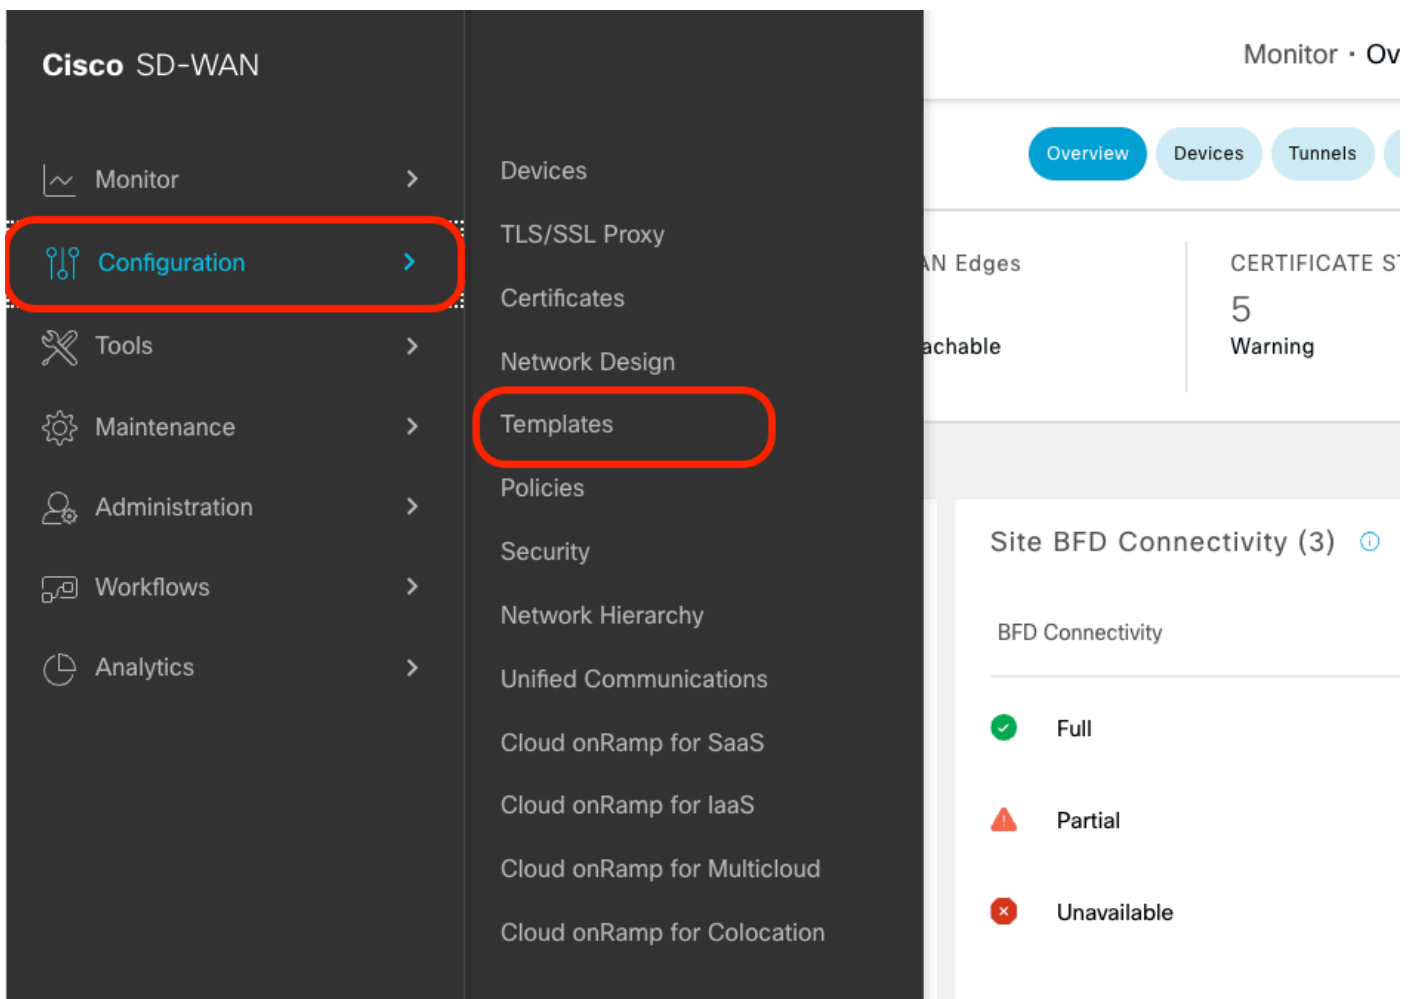 Cisco SD-WAN
Monitor
Configuration
Tools
Maintenance
Administration
Workflows
Analytics
Devices
TLS/SSL Proxy
Certificates
Network Design
Templates
Policies
Security
Network Hierarchy
Unified Communications
Cloud onRamp for SaaS
Cloud onRamp for IaaS
Cloud onRamp for Multicloud
Cloud onRamp for Colocation
Monitor · Ov
Overview Devices Tunnels
AN Edges
achable
CERTIFICATE ST
5
Warning
Site BFD Connectivity (3)
BFD Connectivity
Full
Partial
Unavailable